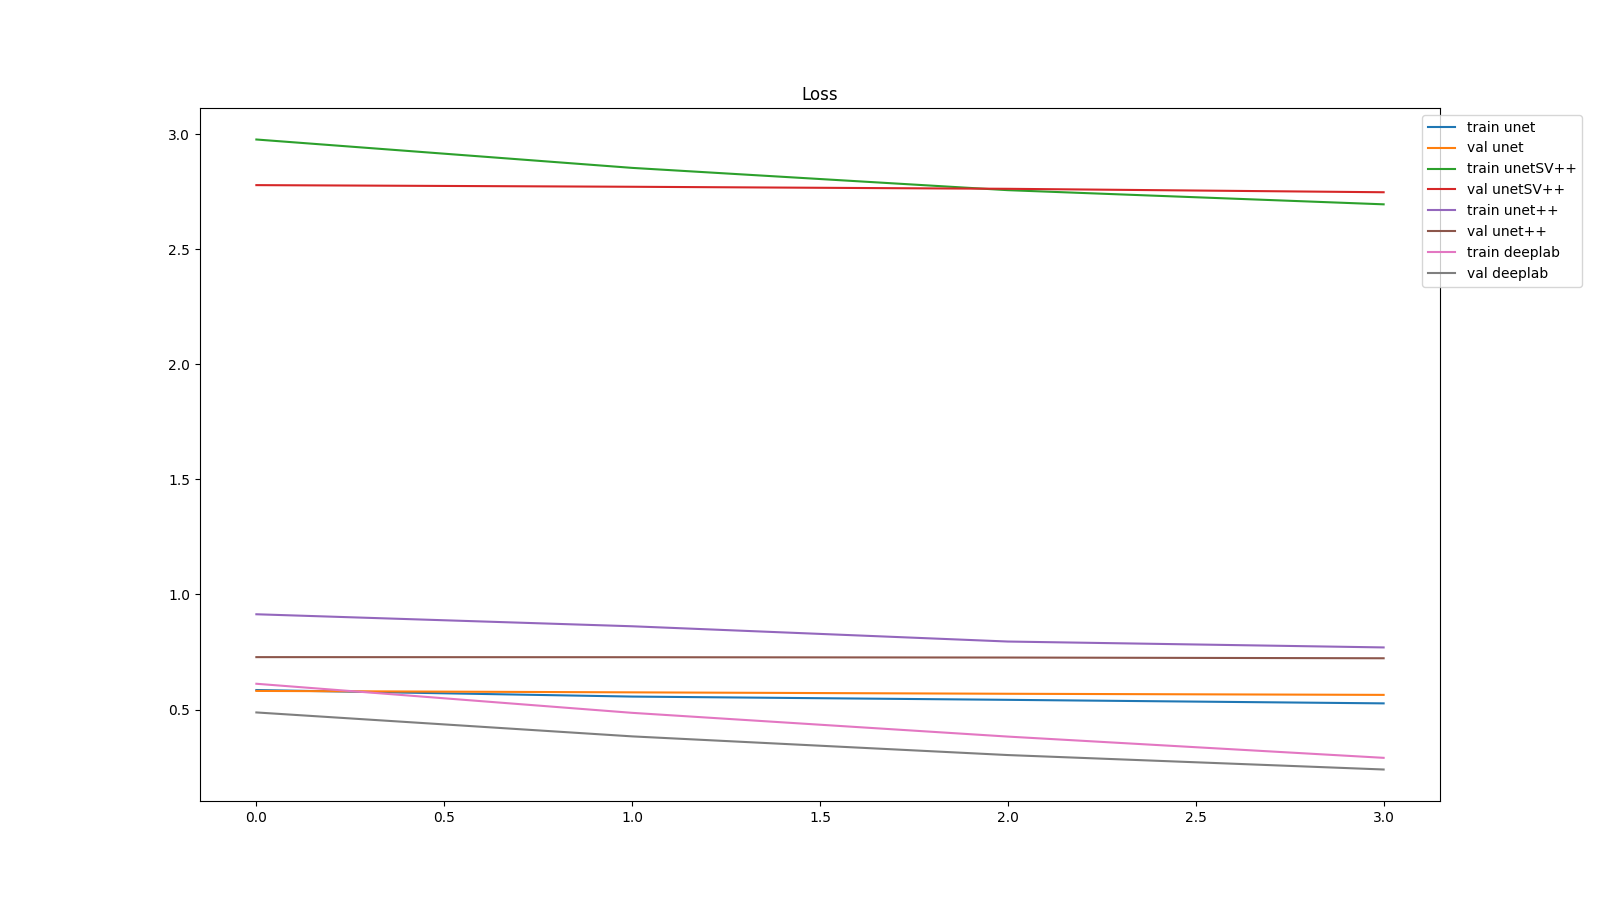 Loss
3.0
2.5
2.0
1.5
1.0
0.5
0.0 0.5 1.0 1.5 2.0 2.5 3.0
train unet
val unet
train unetSV++
val unetSV++
train unet++
val unet++
train deeplab
val deeplab